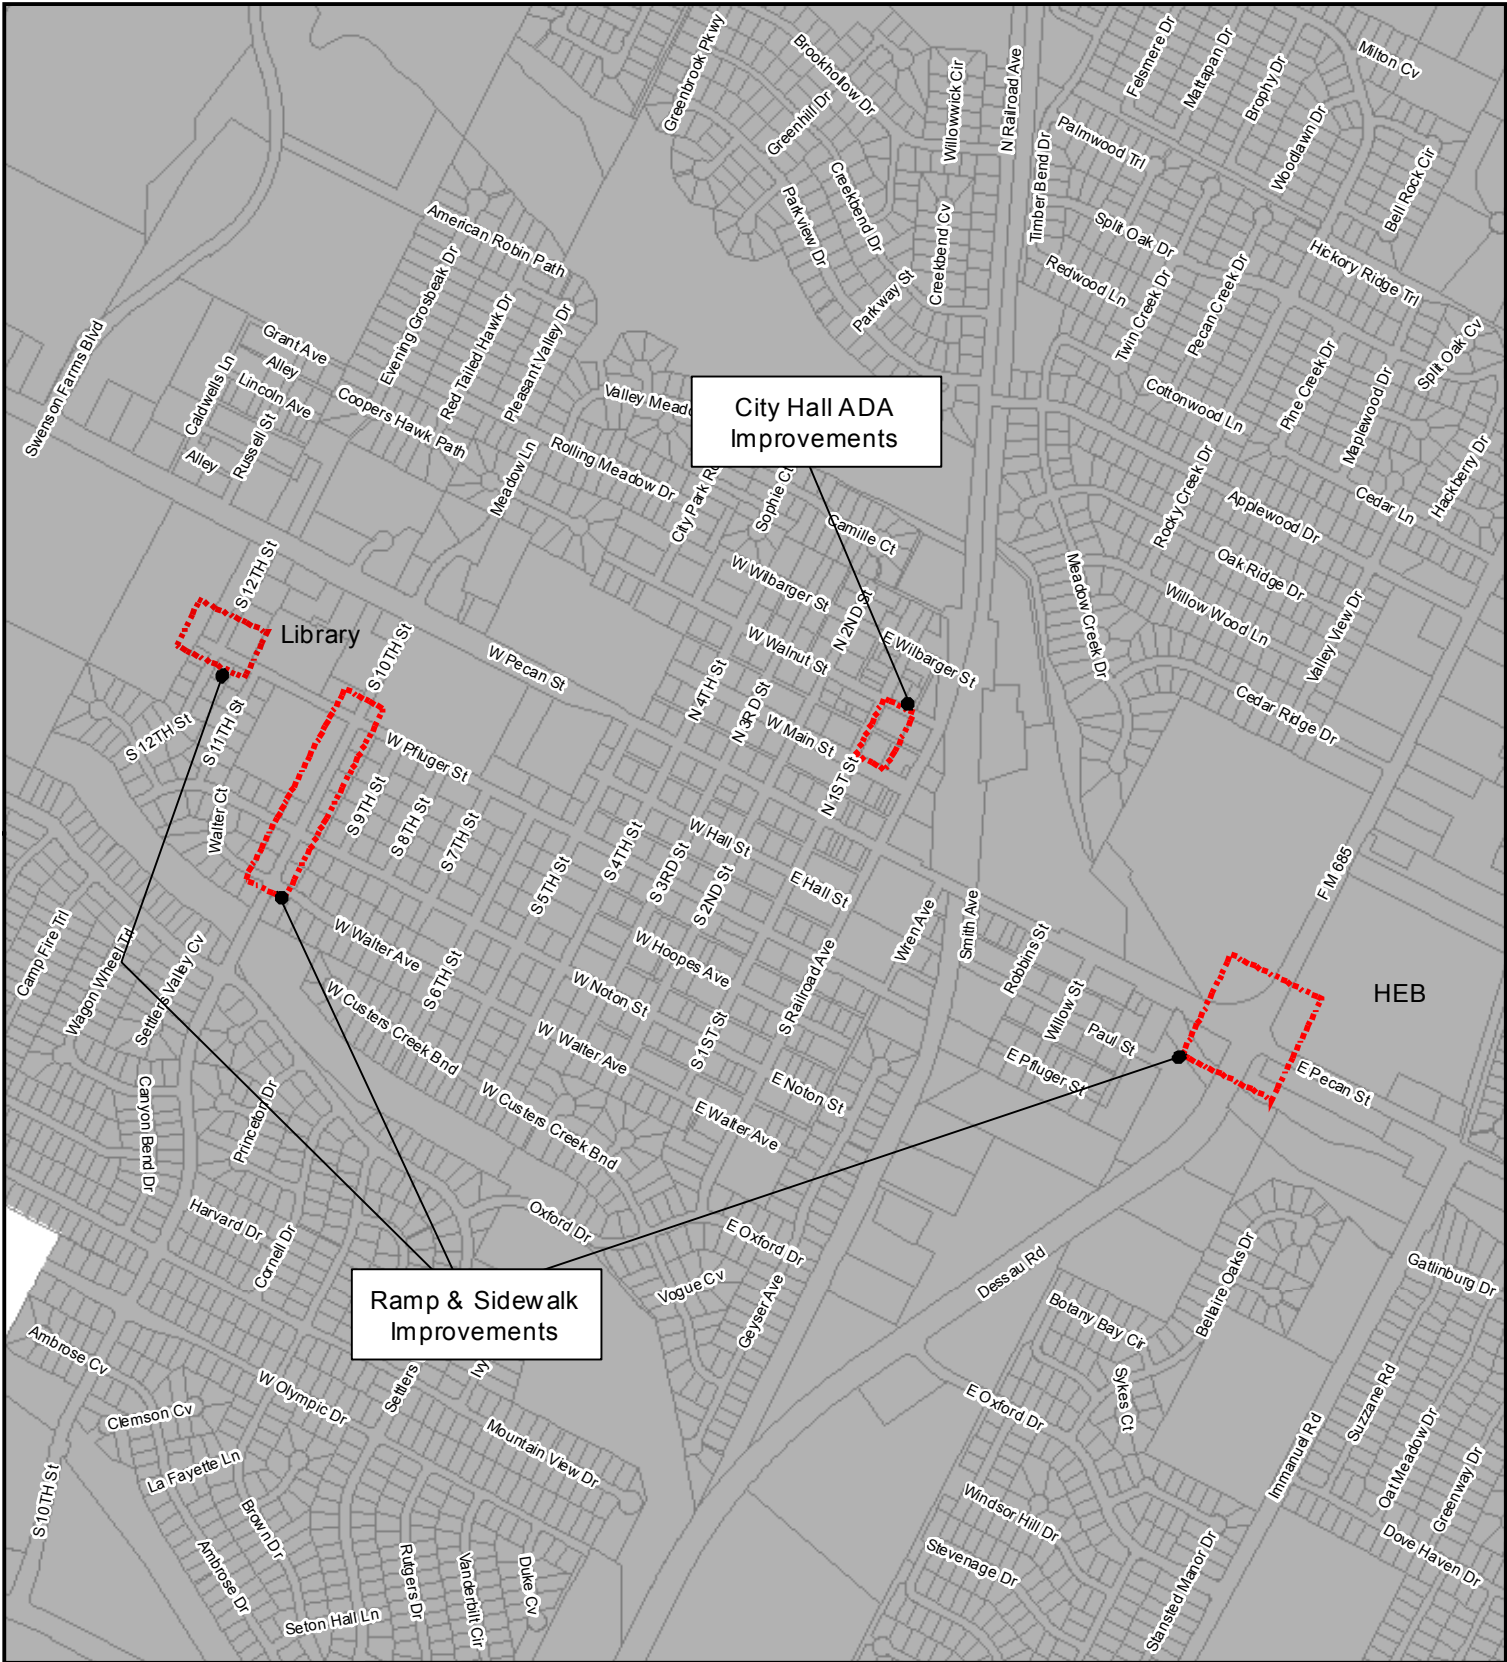 Greenbrook Pkwy
Brookhollow Dr
Greenhill Dr
Willowwick Cir
N Railroad Ave
Felsmere Dr
Mattapan Dr
Brophy Dr
Milton Cv
Palmwood Trl
Woodlawn Dr
Bell Rock Cir
Timber Bend Dr
Creekbend Dr
Parkview Dr
Creekbend Cv
Parkway St
Split Oak Dr
Redwood Ln
Twin Creek Dr
Pecan Creek Dr
Hickory Ridge Trl
Split Oak Cv
American Robin Path
Evening Grosbeak Dr
Red Tailed Hawk Dr
Pleasant Valley Dr
Swenson Farms Blvd
Grant Ave
Alley
Lincoln Ave
Caldwells Ln
Russell St
Alley
Coopers Hawk Path
Valley Meado
City Hall ADA
Improvements
Cottonwood Ln
Pine Creek Dr
Maplewood Dr
Hackberry Dr
Meadow Ln
Rolling Meadow Dr
City Park Rd
Sophie Ct
Camille Ct
Rocky Creek Dr
Applewood Dr
Cedar Ln
Oak Ridge Dr
Meadow Creek Dr
Willow Wood Ln
Valley View Dr
Cedar Ridge Dr
S 12TH St
Library
S 10TH St
W Pecan St
W Wilbarger St
N 2ND St
W Walnut St
E Wilbarger St
N 4TH St
N 3RD St
W Main St
N 1ST St
S 12TH St
S 11TH St
W Pfluger St
Walter Ct
S 9TH St
S 8TH St
S 7TH St
S 5TH St
S 4TH St
S 3RD St
S 2ND St
W Hall St
E Hall St
F M 685
Wren Ave
Smith Ave
Robbins St
Willow St
Paul St
E Pfluger St
HEB
E Pecan St
Camp Fire Trl
Wagon Wheel Trl
Settlers Valley Cv
W Walter Ave
S 6TH St
W Hoopes Ave
W Noton St
S Railroad Ave
W Custers Creek Bnd
W Walter Ave
S 1ST St
E Noton St
W Custers Creek Bnd
E Walter Ave
Canyon Bend Dr
Princeton Dr
Harvard Dr
Cornell Dr
Oxford Dr
E Oxford Dr
Vogue Cv
Geyser Ave
Dessau Rd
Bellaire Oaks Dr
Botany Bay Cir
Gatlinburg Dr
Ramp & Sidewalk
Improvements
Ambrose Cv
W Olympic Dr
Settlers
Ivy
Clemson Cv
La Fayette Ln
Mountain View Dr
E Oxford Dr
Sykes Ct
Suzzane Rd
Immanuel Rd
Oat Meadow Dr
Greenway Dr
S 10TH St
Brown Dr
Ambrose Dr
Seton Hall Ln
Rutgers Dr
Vanderbilt Cir
Duke Cv
Windsor Hill Dr
Stevenage Dr
Stansted Manor Dr
Dove Haven Dr